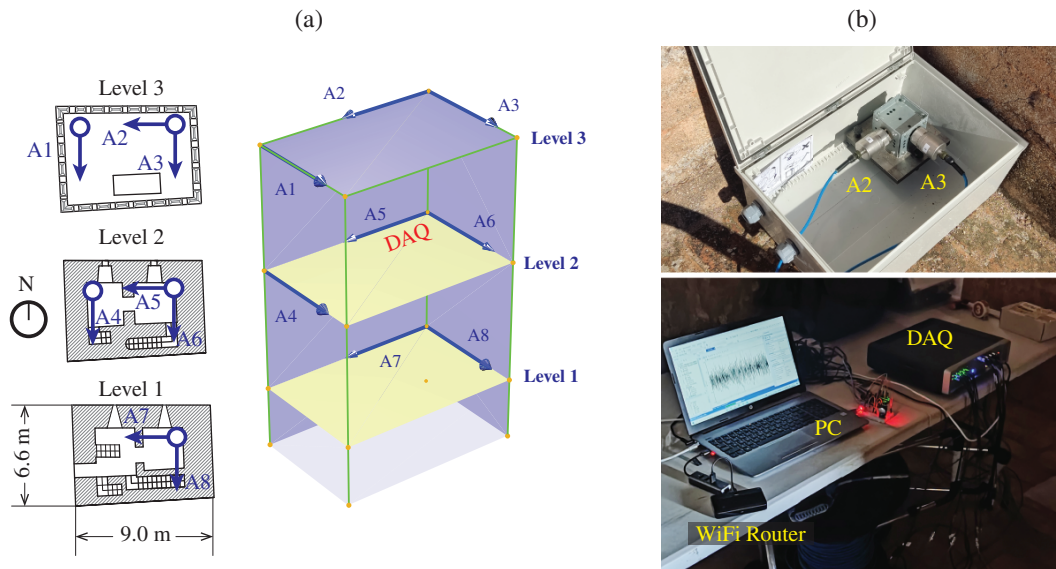 (a)
Level 3
A1
A2
A3
Level 2
N
A5
A4
A6
Level 1
A7
A8
6.6 m
9.0 m
A2
A3
Level 3
A1
A5
A6
DAQ
Level 2
A4
A8
A7
Level 1
(b)
A2
A3
DAQ
PC
WiFi Router